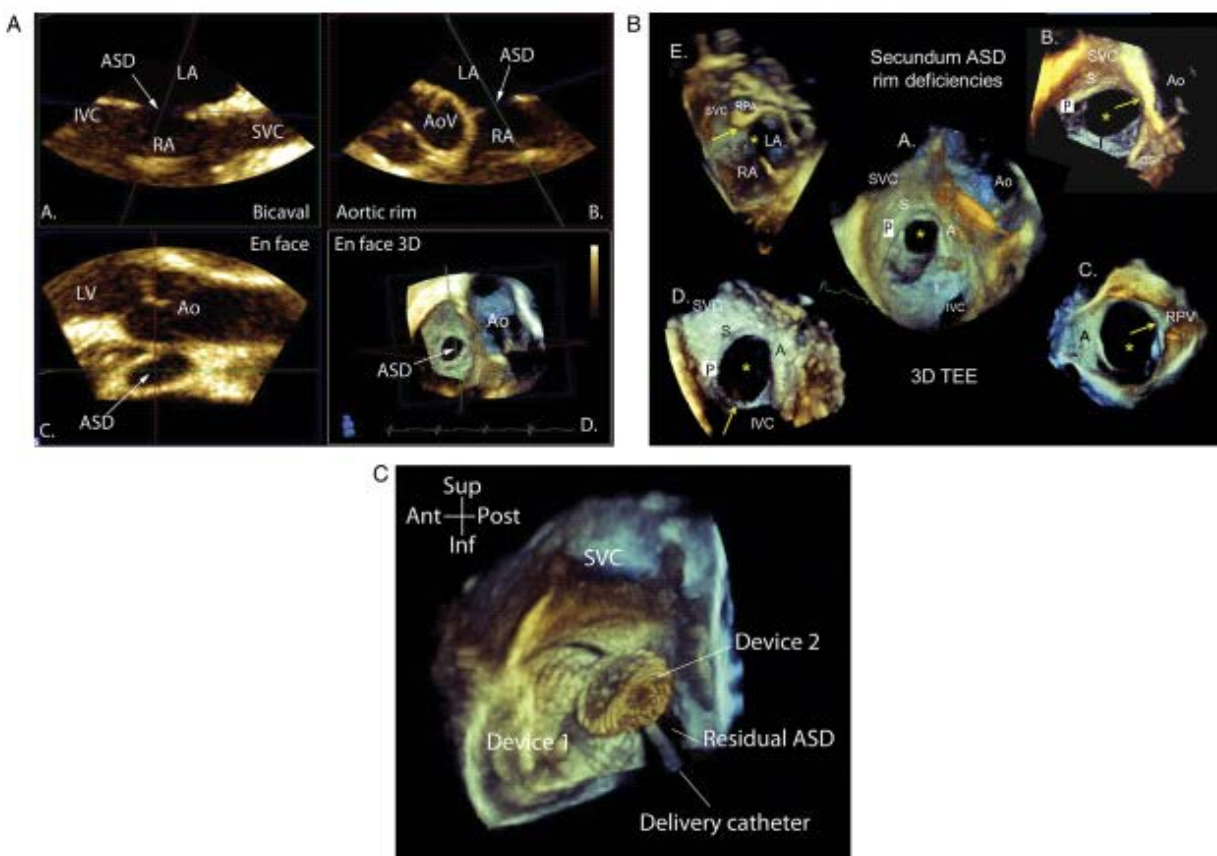 A
ASD
LA
IVC
RA
SVC
A.
Bicaval
LA
ASD
AoV
RA
Aortic rim
B.
En face
LV
Ao
ASD
C.
En face 3D
Ao
ASD
D.
B
E.
SVC
RPA
*
LA
RA
Secundum ASD
rim deficiencies
B.
SVC
S
Ao
P
*
I
A.
SVC
Ao
S
P
*
A
I
IVC
C.
RPV
A
*
D.
SVC
S
A
P
*
IVC
3D TEE
C
Sup
Ant
Post
Inf
SVC
Device 2
Device 1
Residual ASD
Delivery catheter